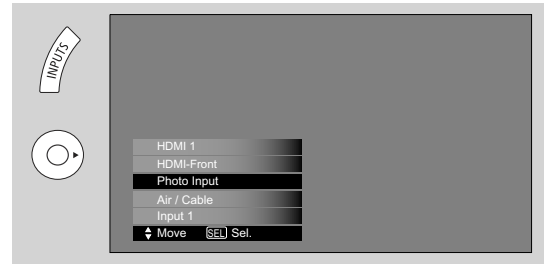 INPUTS
HDMI 1
HDMI-Front
Photo Input
Air / Cable
Input 1
Move SEL Sel.